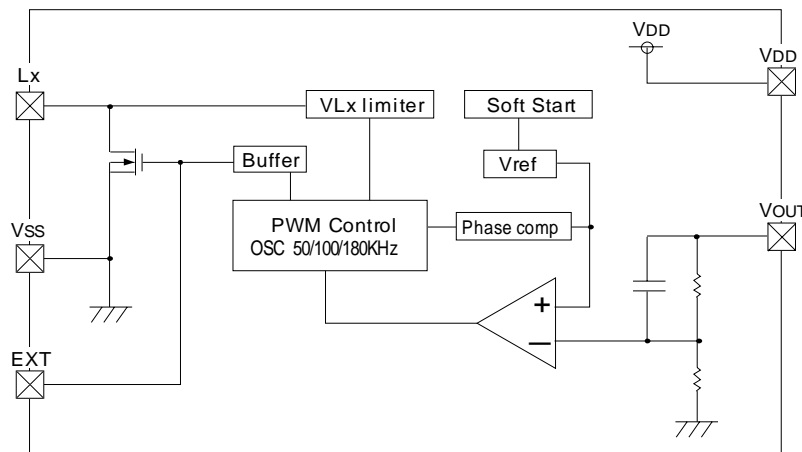 VDD
Lx
VDD
VLx limiter
Soft Start
Buffer
Vref
VOUT
VSS
PWM Control
OSC 50/100/180KHz
Phase comp
+
−
EXT